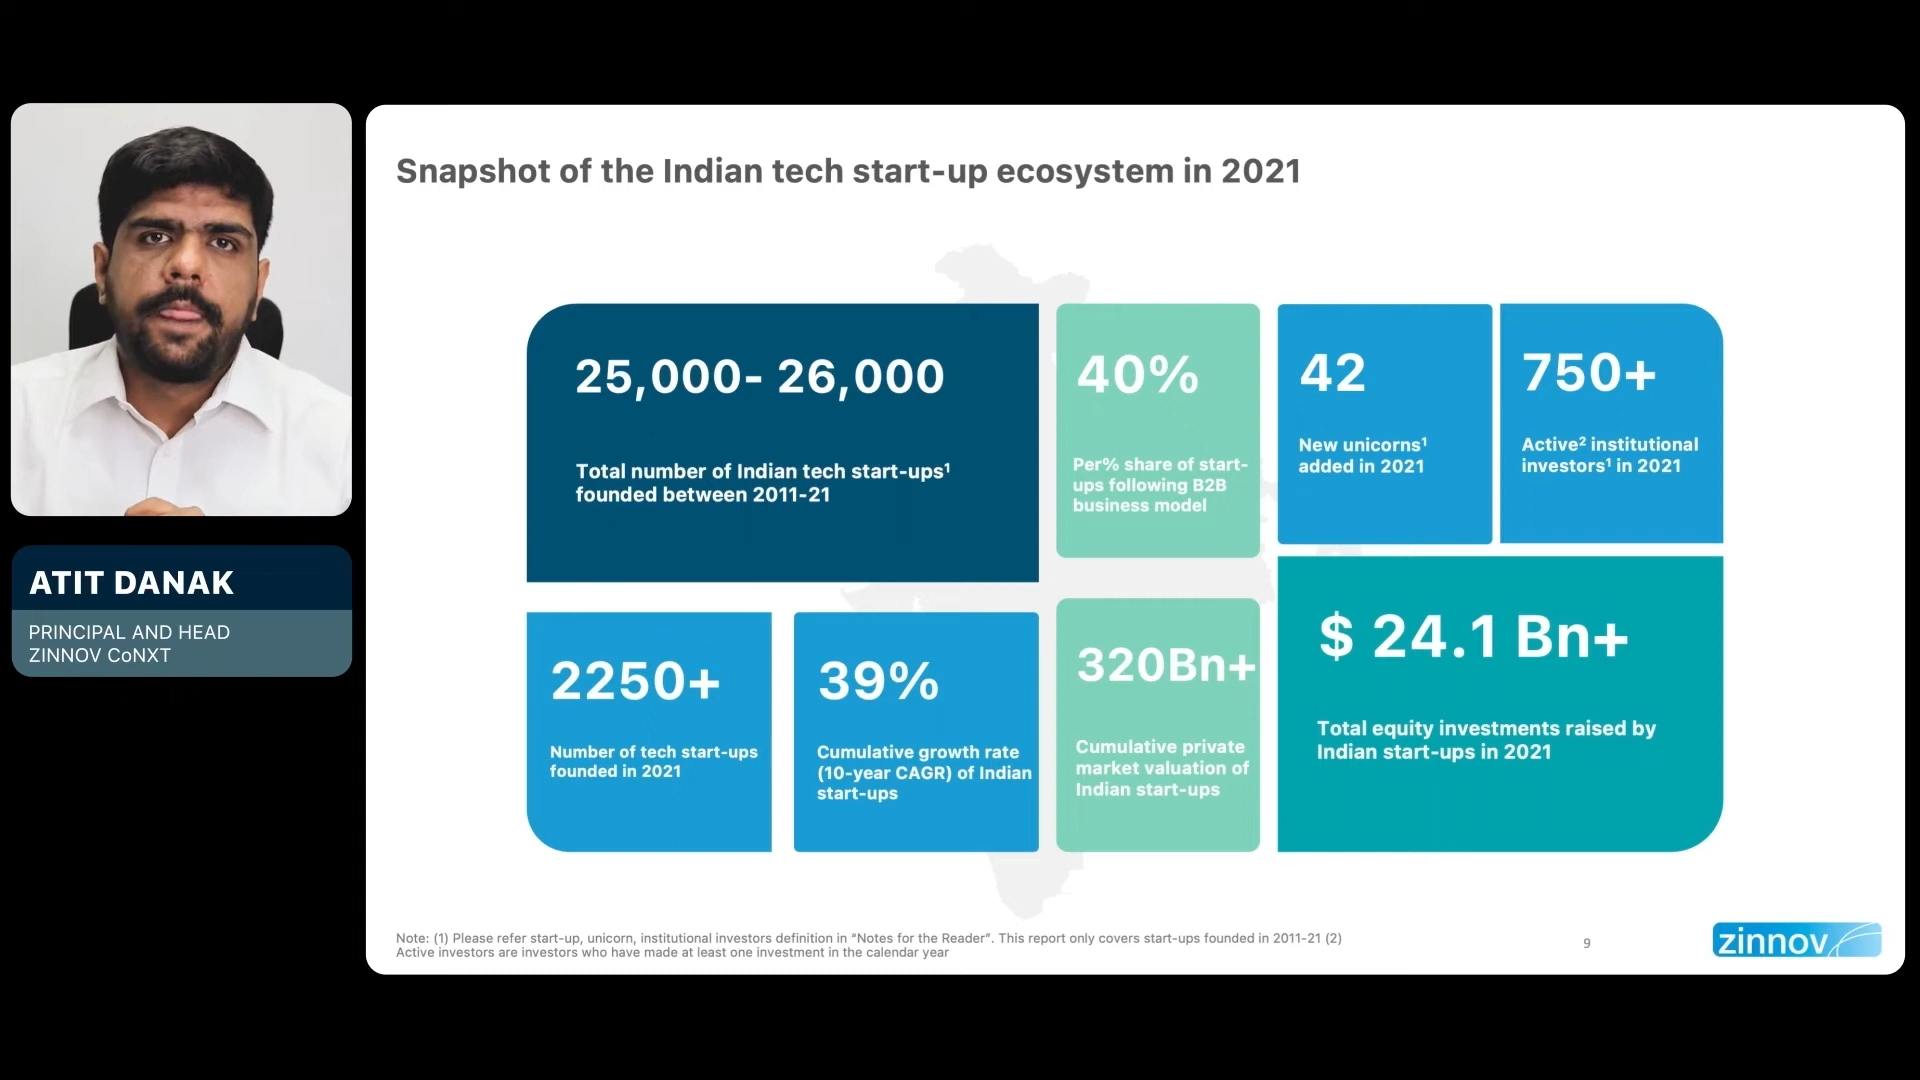 ATIT DANAK
PRINCIPAL AND HEAD
ZINNOV CoNXT
Snapshot of the Indian tech start-up ecosystem in 2021
25,000- 26,000
Total number of Indian tech start-ups¹
founded between 2011-21
40%
Per% share of start-
ups following B2B
business model
42
New unicorns¹
added in 2021
750+
Active² institutional
investors¹ in 2021
2250+
Number of tech start-ups
founded in 2021
39%
Cumulative growth rate
(10-year CAGR) of Indian
start-ups
320Bn+
Cumulative private
market valuation of
Indian start-ups
$ 24.1 Bn+
Total equity investments raised by
Indian start-ups in 2021
Note: (1) Please refer start-up, unicorn, institutional investors definition in “Notes for the Reader”. This report only covers start-ups founded in 2011-21 (2)
Active investors are investors who have made at least one investment in the calendar year
9
zinnov